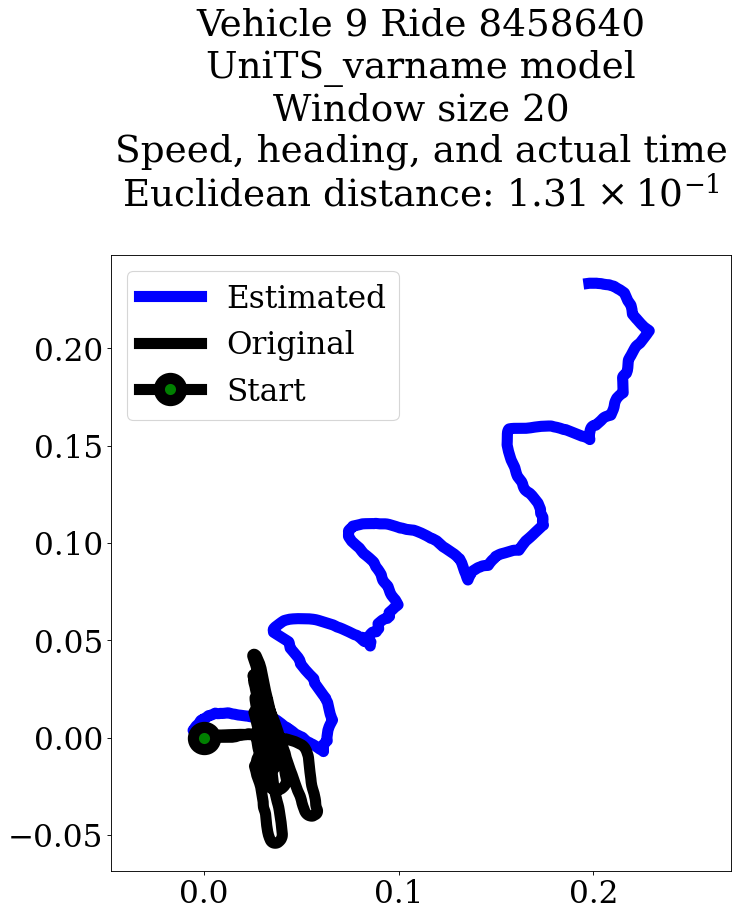 Vehicle 9 Ride 8458640
UniTS_varname model
Window size 20
Speed, heading, and actual time
Euclidean distance: 1.31 × 10⁻¹
Estimated
Original
Start
0.20
0.15
0.10
0.05
0.00
−0.05
0.0 0.1 0.2